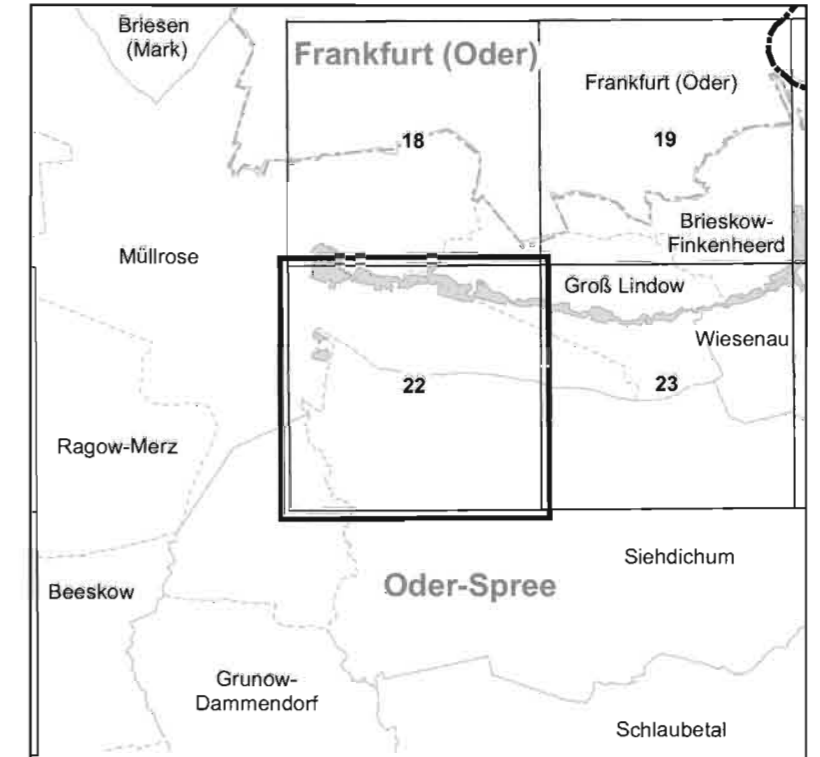 Briesen
(Mark)
Frankfurt (Oder)
Frankfurt (Oder)
18
19
Brieskow-
Finkenheerd
Müllrose
Groß Lindow
Wiesenau
22
23
Ragow-Merz
Siehdichum
Beeskow
Oder-Spree
Grunow-
Dammendorf
Schlaubetal